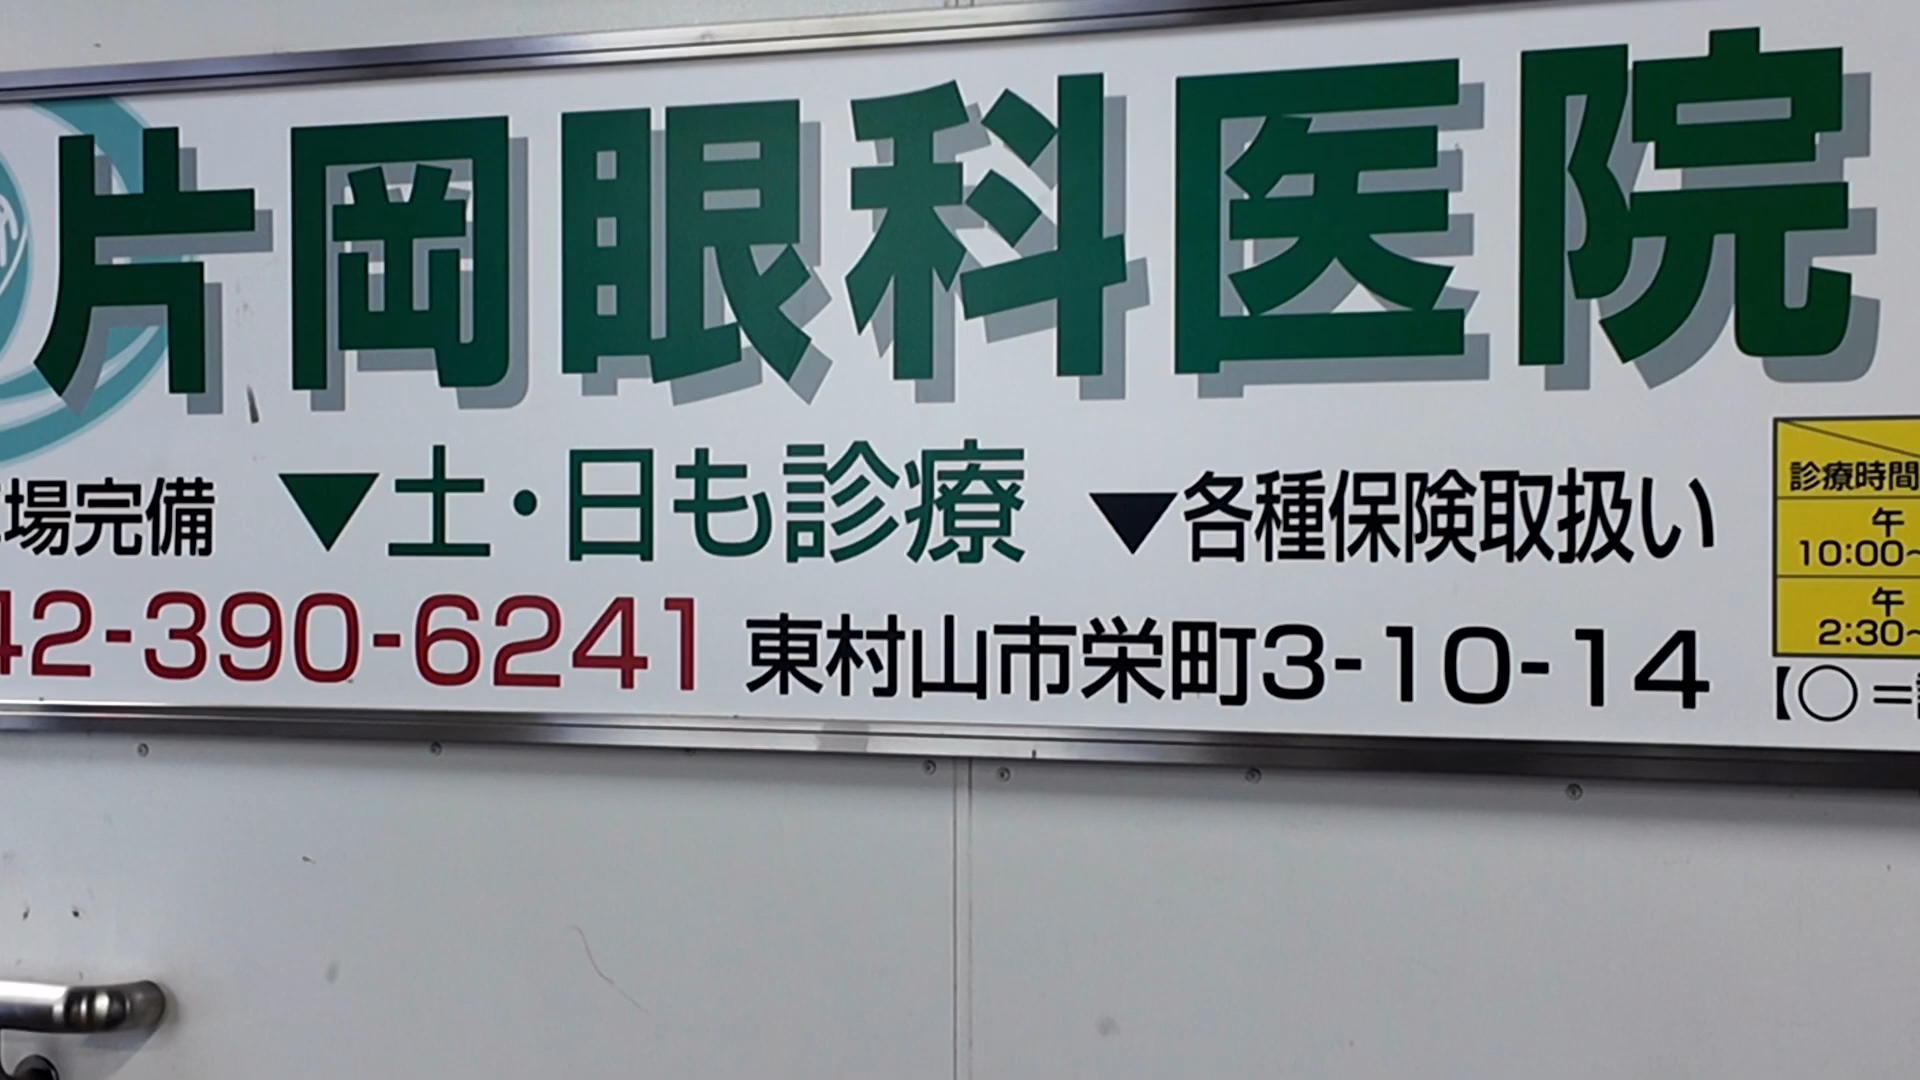 片岡眼科医院
場完備 ▼土・日も診療 ▼各種保険取扱い
42-390-6241 東村山市栄町3-10-14
診療時間
午
10:00~
午
2:30~
【○=